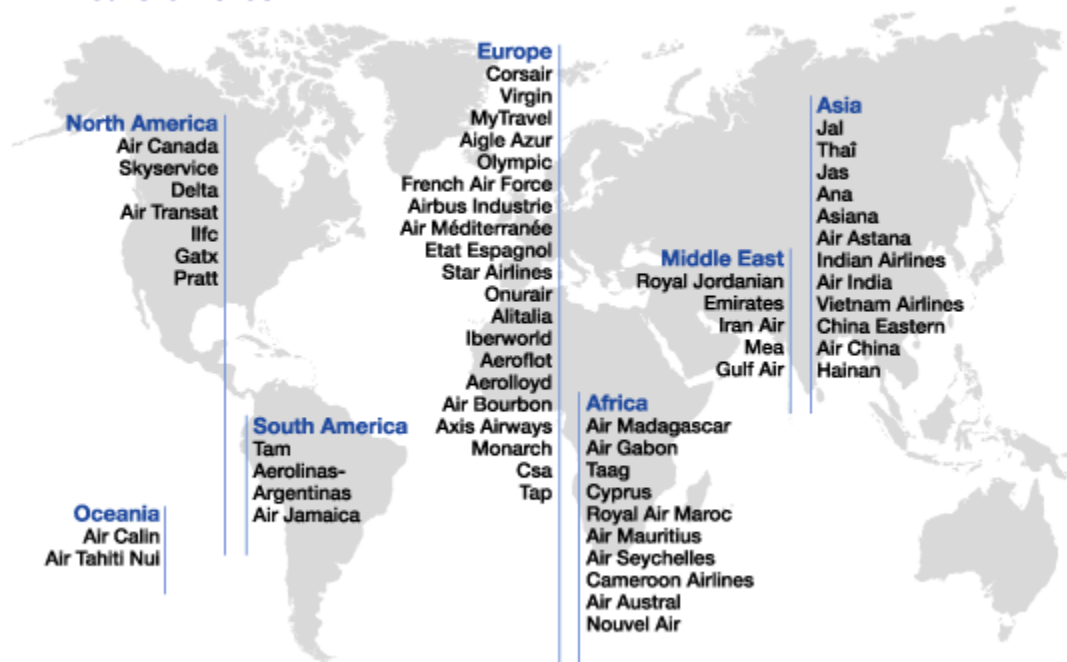 North America
Air Canada
Skyservice
Delta
Air Transat
Ilfc
Gatx
Pratt
Oceania
Air Calin
Air Tahiti Nui
South America
Tam
Aerolinas-
Argentinas
Air Jamaica
Europe
Corsair
Virgin
MyTravel
Aigle Azur
Olympic
French Air Force
Airbus Industrie
Air Méditerranée
Etat Espagnol
Star Airlines
Onurair
Alitalia
Iberworld
Aeroflot
Aerolloyd
Air Bourbon
Axis Airways
Monarch
Csa
Tap
Africa
Air Madagascar
Air Gabon
Taag
Cyprus
Royal Air Maroc
Air Mauritius
Air Seychelles
Cameroon Airlines
Air Austral
Nouvel Air
Middle East
Royal Jordanian
Emirates
Iran Air
Mea
Gulf Air
Asia
Jal
Thaî
Jas
Ana
Asiana
Air Astana
Indian Airlines
Air India
Vietnam Airlines
China Eastern
Air China
Hainan